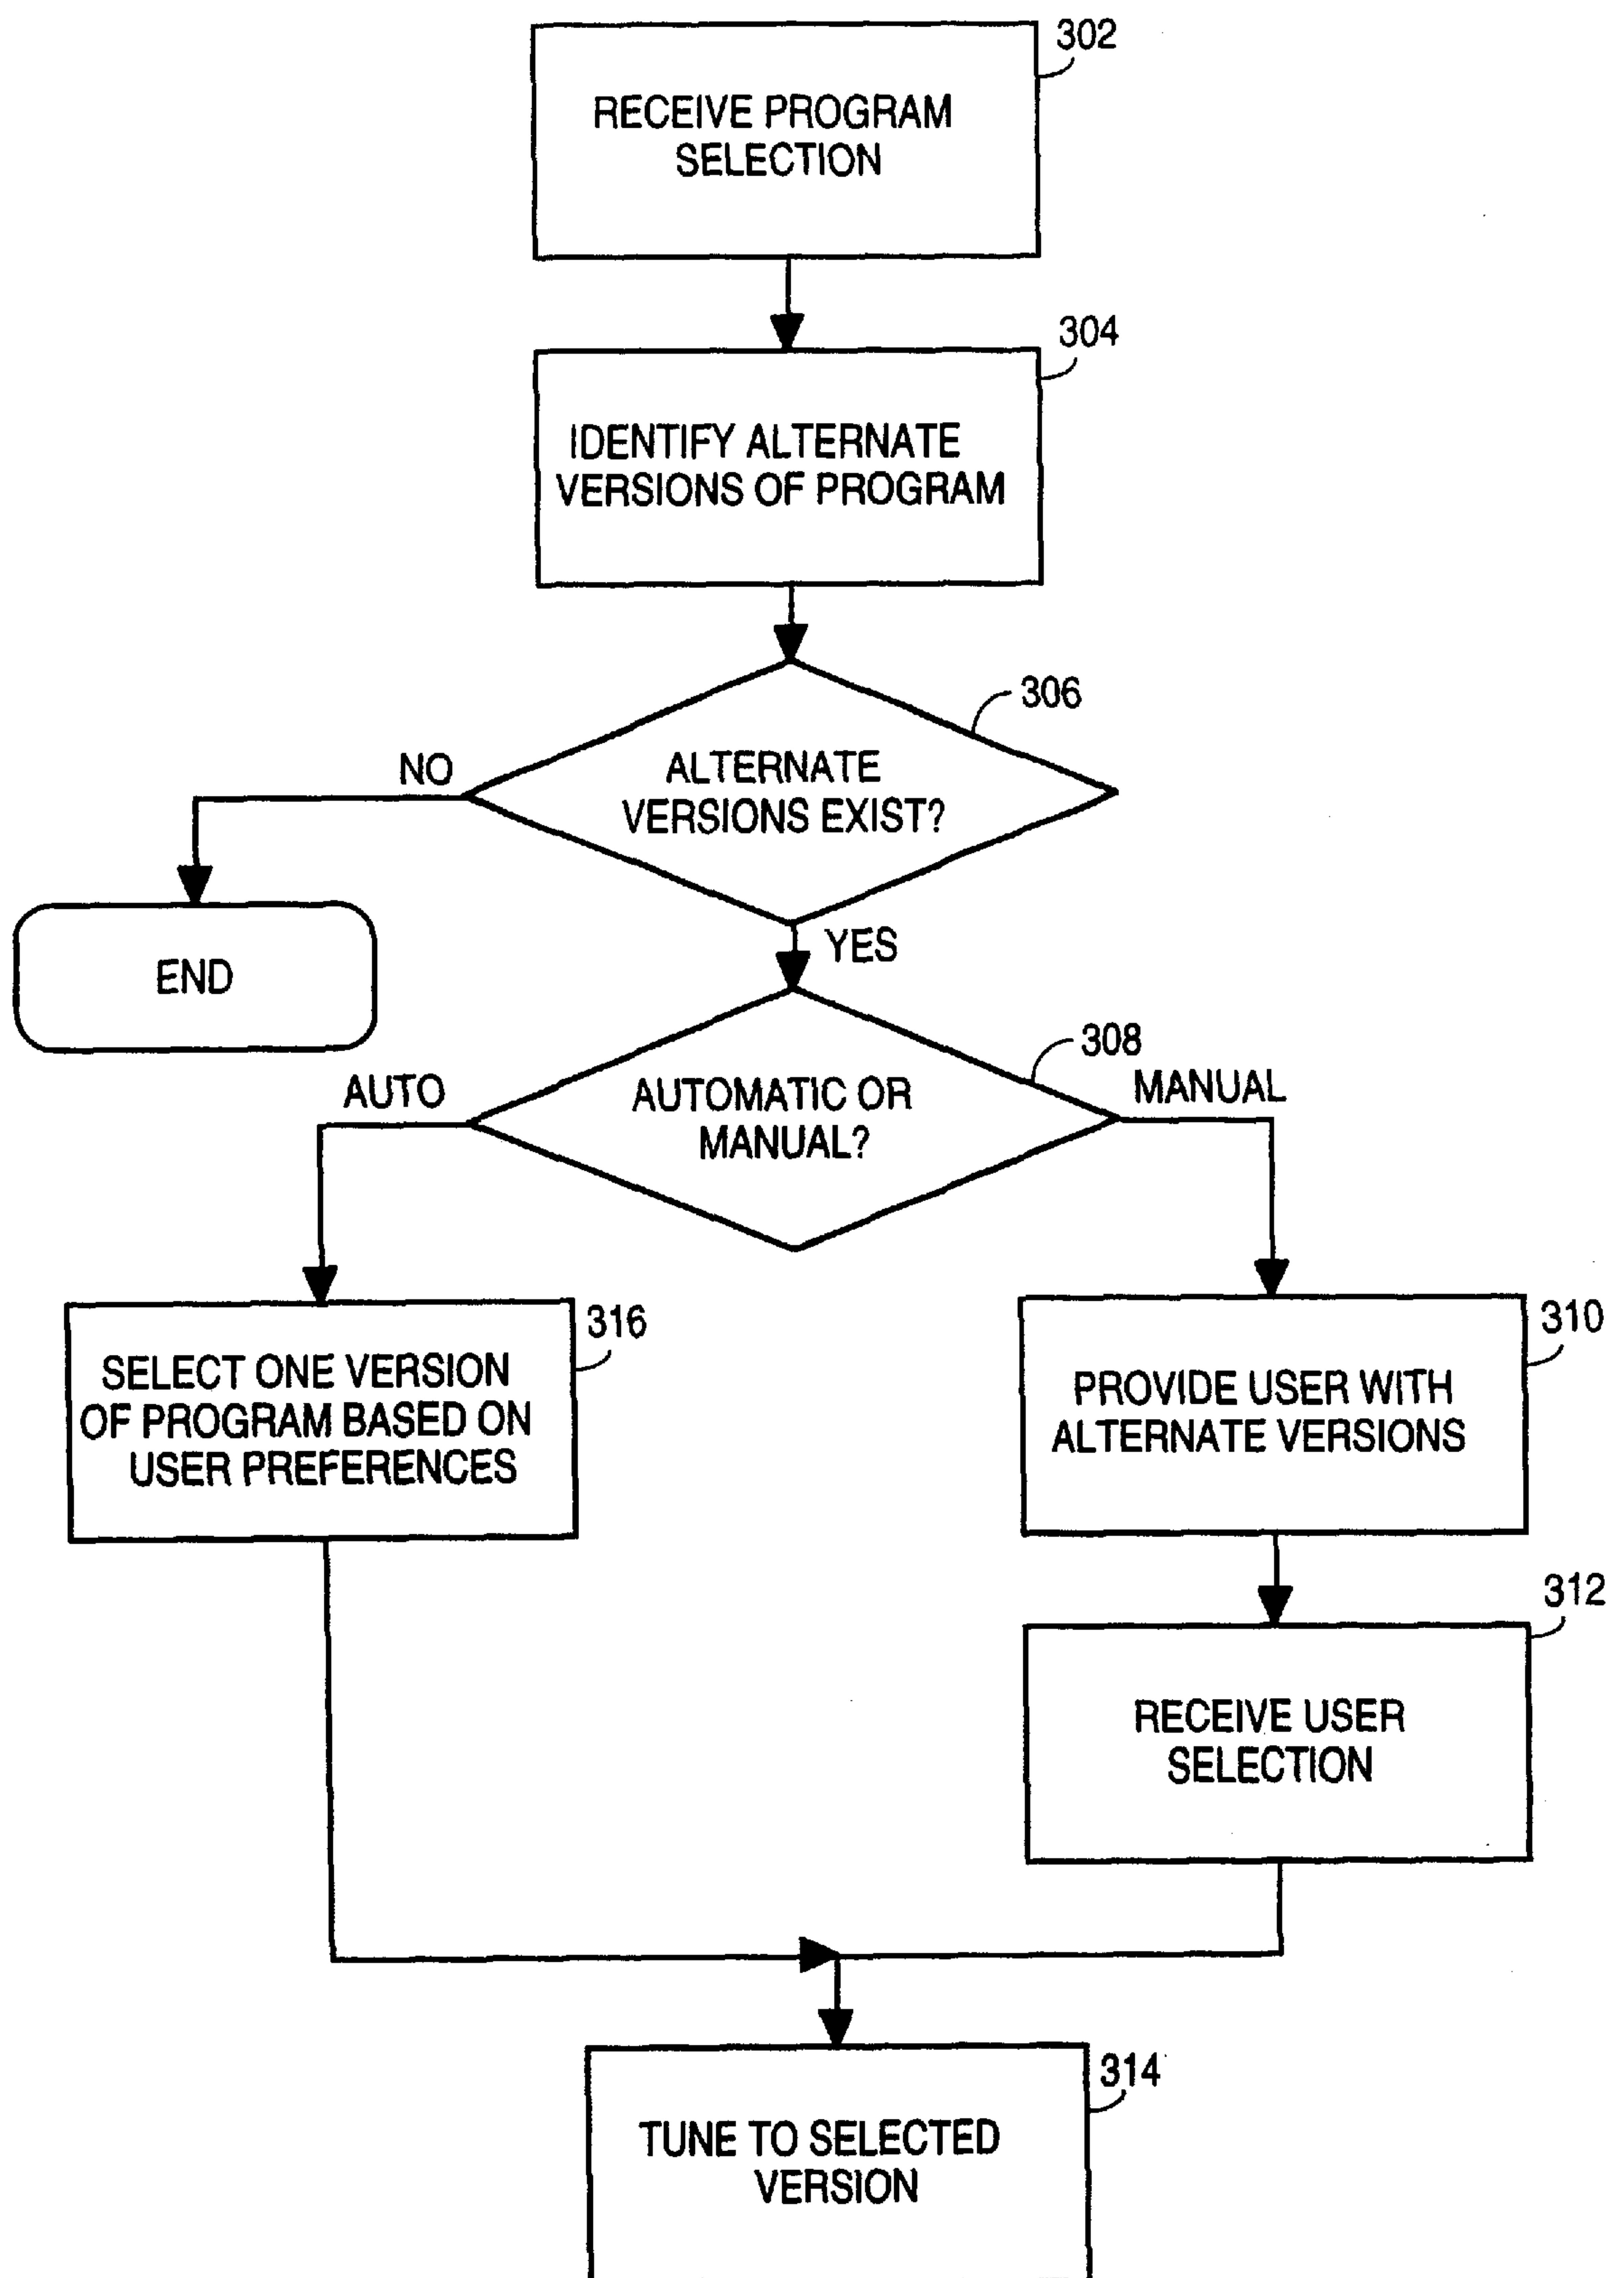 302
RECEIVE PROGRAM
SELECTION
304
IDENTIFY ALTERNATE
VERSIONS OF PROGRAM
306
NO
ALTERNATE
VERSIONS EXIST?
YES
END
308
AUTO
AUTOMATIC OR
MANUAL?
MANUAL
316
SELECT ONE VERSION
OF PROGRAM BASED ON
USER PREFERENCES
310
PROVIDE USER WITH
ALTERNATE VERSIONS
312
RECEIVE USER
SELECTION
314
TUNE TO SELECTED
VERSION